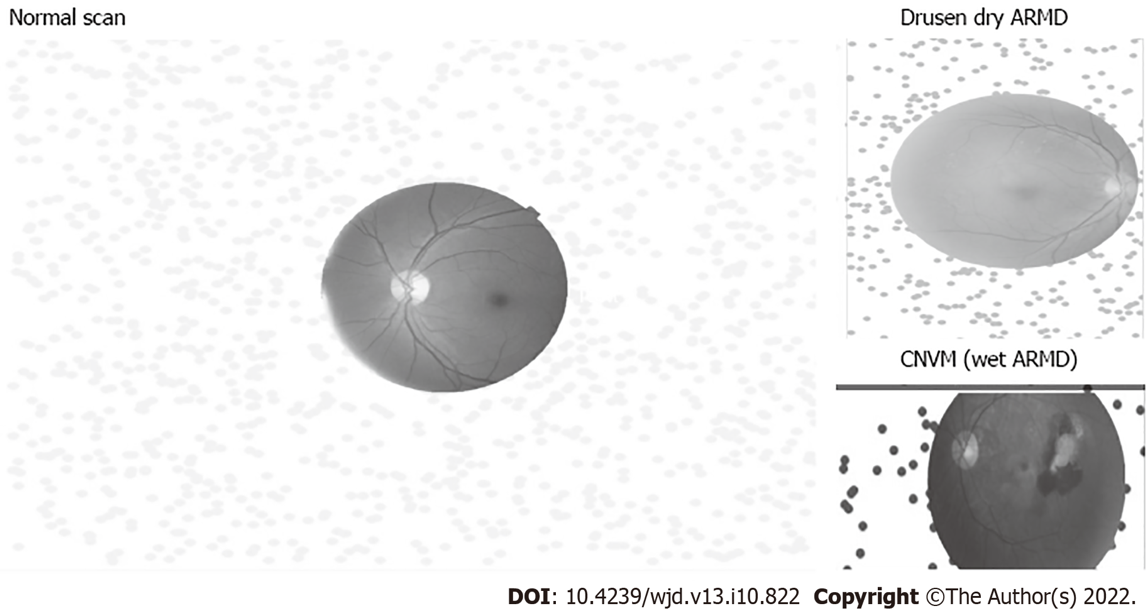 Normal scan
Drusen dry ARMD
CNVM (wet ARMD)
DOI: 10.4239/wjd.v13.i10.822 Copyright ©The Author(s) 2022.